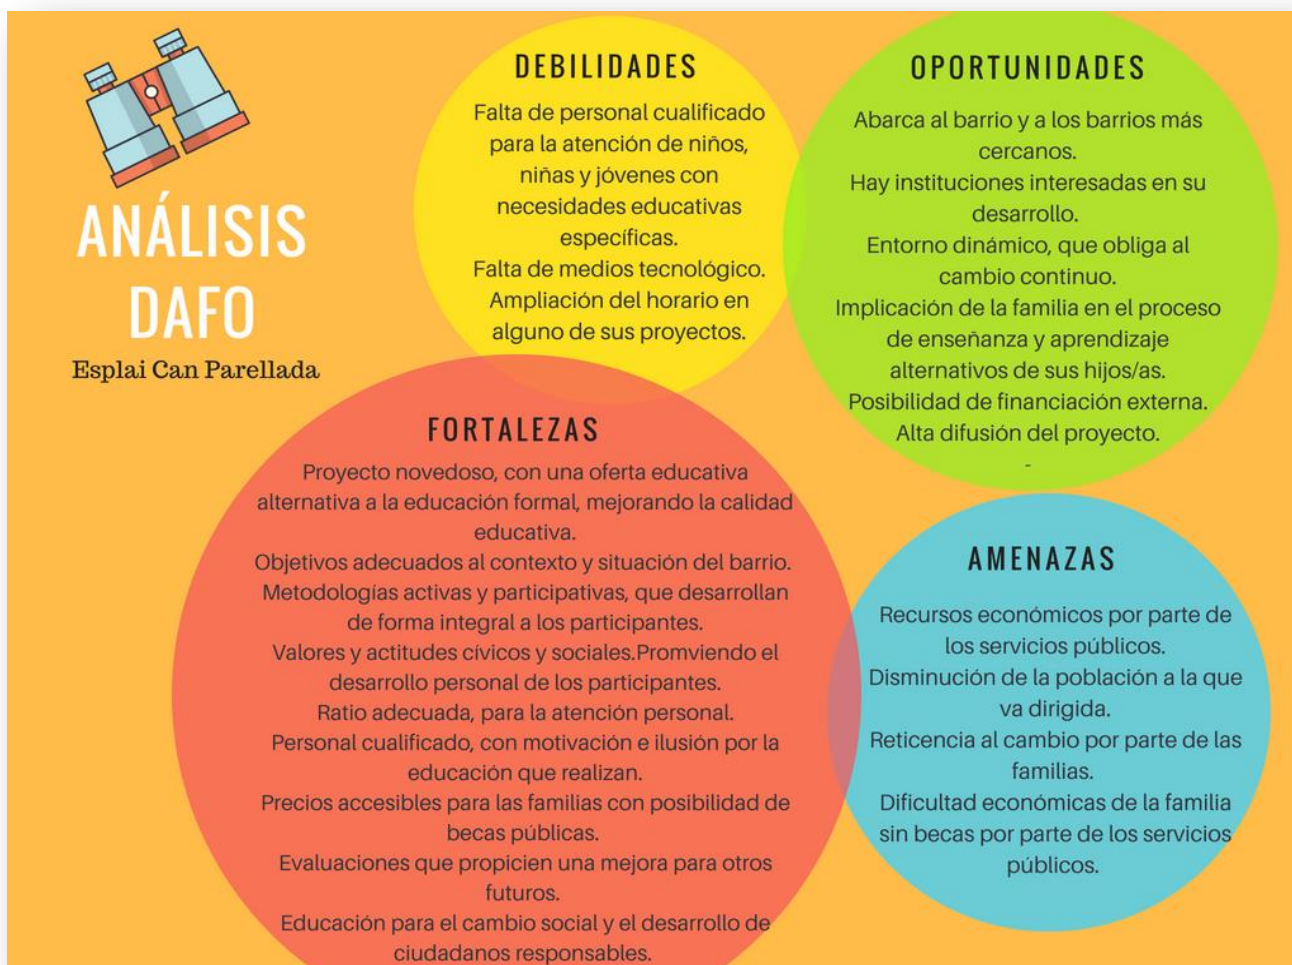 ANÁLISIS
DAFO
Esplai Can Parellada
DEBILIDADES
Falta de personal cualificado
para la atención de niños,
niñas y jóvenes con
necesidades educativas
específicas.
Falta de medios tecnológico.
Ampliación del horario en
alguno de sus proyectos.
OPORTUNIDADES
Abarca al barrio y a los barrios más
cercanos.
Hay instituciones interesadas en su
desarrollo.
Entorno dinámico, que obliga al
cambio continuo.
Implicación de la familia en el proceso
de enseñanza y aprendizaje
alternativos de sus hijos/as.
Posibilidad de financiación externa.
Alta difusión del proyecto.
-
FORTALEZAS
Proyecto novedoso, con una oferta educativa
alternativa a la educación formal, mejorando la calidad
educativa.
Objetivos adecuados al contexto y situación del barrio.
Metodologías activas y participativas, que desarrollan
de forma integral a los participantes.
Valores y actitudes cívicos y sociales.Promviendo el
desarrollo personal de los participantes.
Ratio adecuada, para la atención personal.
Personal cualificado, con motivación e ilusión por la
educación que realizan.
Precios accesibles para las familias con posibilidad de
becas públicas.
Evaluaciones que propicien una mejora para otros
futuros.
Educación para el cambio social y el desarrollo de
ciudadanos responsables.
AMENAZAS
Recursos económicos por parte de
los servicios públicos.
Disminución de la población a la que
va dirigida.
Reticencia al cambio por parte de las
familias.
Dificultad económicas de la familia
sin becas por parte de los servicios
públicos.